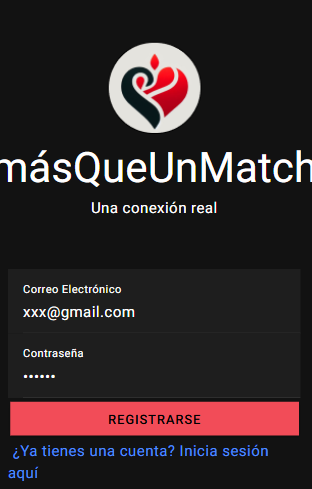 másQueUnMatch
Una conexión real
Correo Electrónico
xxx@gmail.com
Contraseña
••••••
REGISTRARSE
¿Ya tienes una cuenta? Inicia sesión
aquí